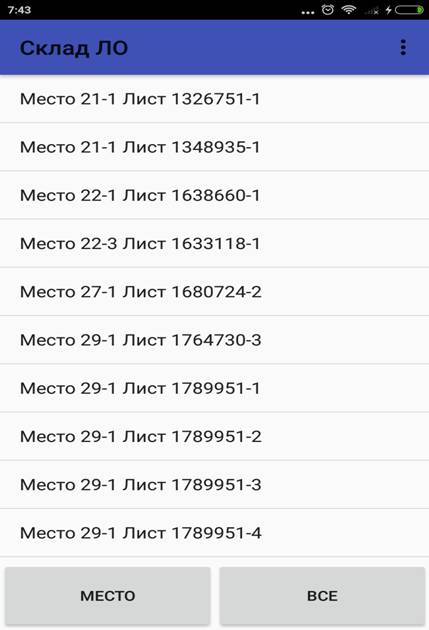 7:43
Склад ЛО
Место 21-1 Лист 1326751-1
Место 21-1 Лист 1348935-1
Место 22-1 Лист 1638660-1
Место 22-3 Лист 1633118-1
Место 27-1 Лист 1680724-2
Место 29-1 Лист 1764730-3
Место 29-1 Лист 1789951-1
Место 29-1 Лист 1789951-2
Место 29-1 Лист 1789951-3
Место 29-1 Лист 1789951-4
МЕСТО
ВСЕ